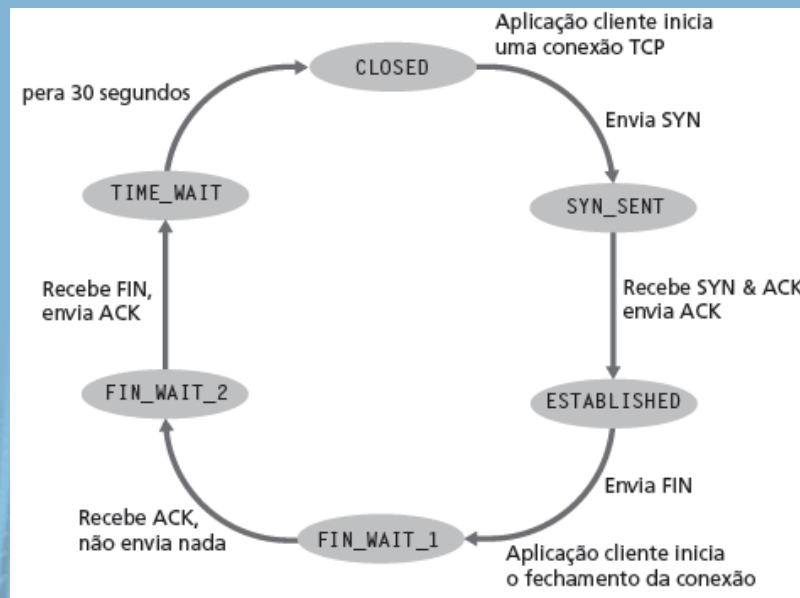 CLOSED
Aplicação cliente inicia
uma conexão TCP
Envia SYN
SYN_SENT
Recebe SYN & ACK
envia ACK
ESTABLISHED
Envia FIN
Aplicação cliente inicia
o fechamento da conexão
FIN_WAIT_1
Recebe ACK,
não envia nada
FIN_WAIT_2
Recebe FIN,
envia ACK
TIME_WAIT
pera 30 segundos